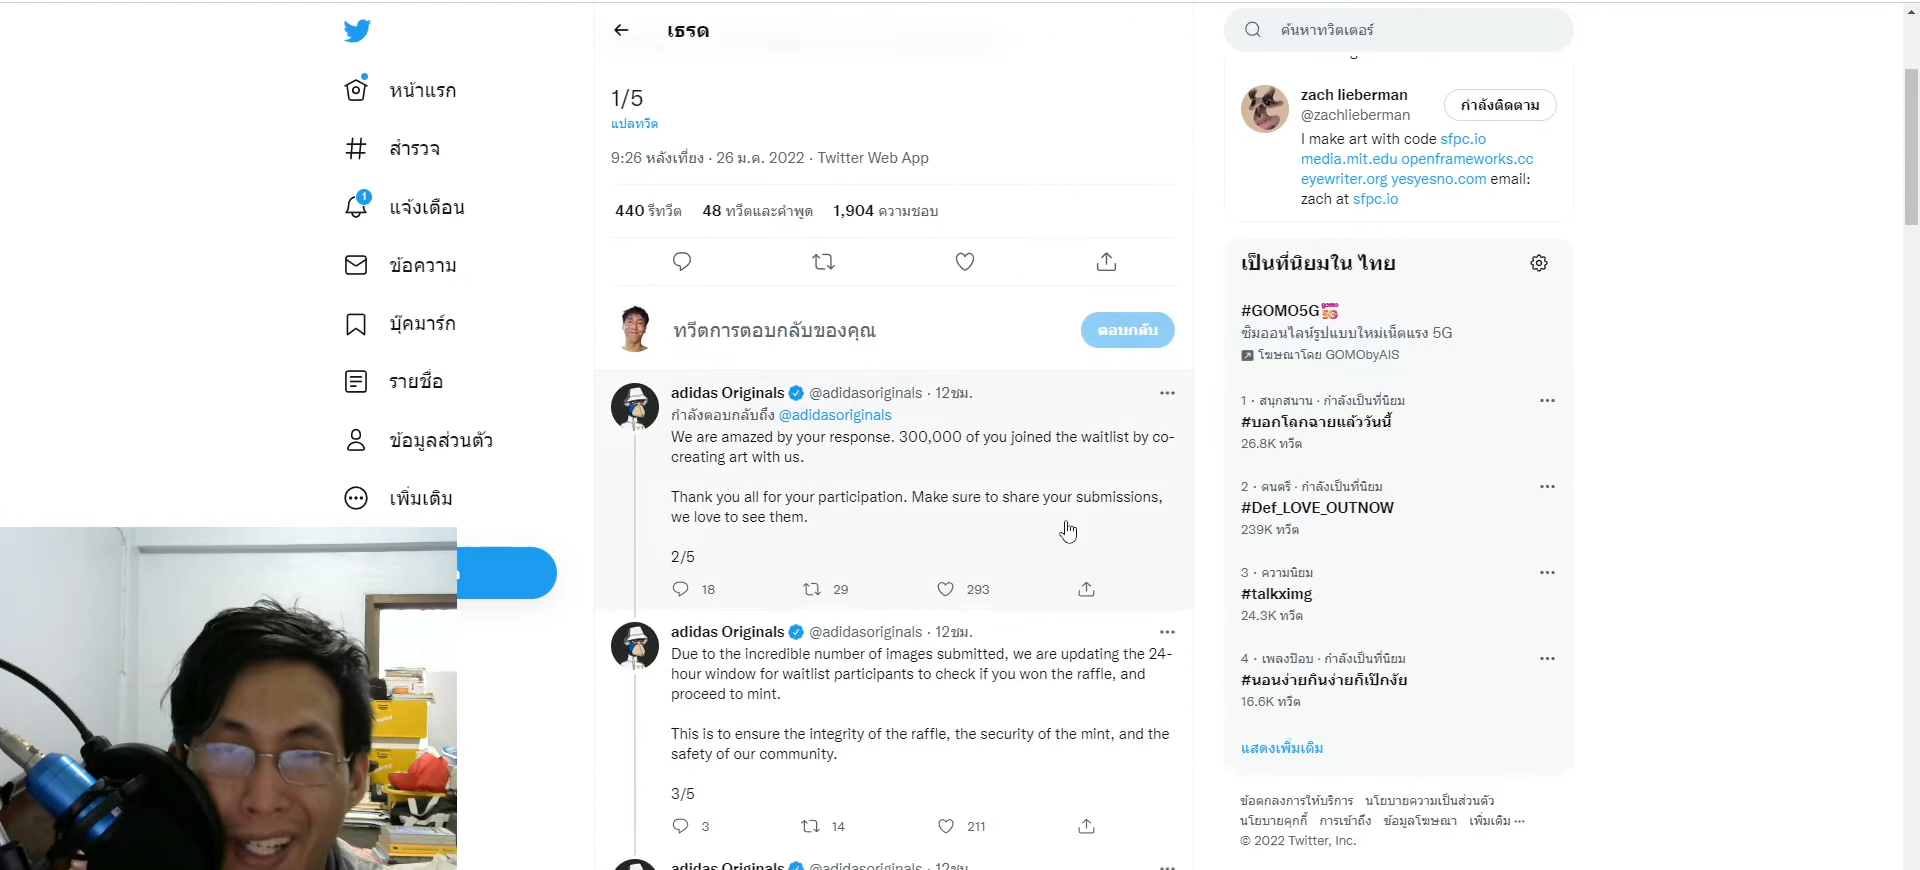 หน้าแรก
สำรวจ
1
แจ้งเตือน
ข้อความ
บุ๊คมาร์ก
รายชื่อ
ข้อมูลส่วนตัว
เพิ่มเติม
เธรด
1/5
แปลทวีต
9:26 หลังเที่ยง · 26 ม.ค. 2022 · Twitter Web App
440 รีทวีต 48 ทวีตและคำพูด 1,904 ความชอบ
ทวีตการตอบกลับของคุณ
ตอบกลับ
adidas Originals @adidasoriginals · 12ชม.
กำลังตอบกลับถึง @adidasoriginals
We are amazed by your response. 300,000 of you joined the waitlist by co-
creating art with us.
Thank you all for your participation. Make sure to share your submissions,
we love to see them.
2/5
18 29 293
adidas Originals @adidasoriginals · 12ชม.
Due to the incredible number of images submitted, we are updating the 24-
hour window for waitlist participants to check if you won the raffle, and
proceed to mint.
This is to ensure the integrity of the raffle, the security of the mint, and the
safety of our community.
3/5
3 14 211
adidas Originals @adidasoriginals · 12ชม.
ค้นหาทวิตเตอร์
zach lieberman
@zachlieberman
กำลังติดตาม
I make art with code sfpc.io
media.mit.edu openframeworks.cc
eyewriter.org yesyesno.com email:
zach at sfpc.io
เป็นที่นิยมใน ไทย
#GOMO5G
ซิมออนไลน์รูปแบบใหม่เน็ตแรง 5G
โฆษณาโดย GOMObyAIS
1 · สนุกสนาน · กำลังเป็นที่นิยม
#บอกโลกฉายแล้ววันนี้
26.8K ทวีต
2 · ดนตรี · กำลังเป็นที่นิยม
#Def_LOVE_OUTNOW
239K ทวีต
3 · ความนิยม
#talkximg
24.3K ทวีต
4 · เพลงป๊อบ · กำลังเป็นที่นิยม
#นอนง่ายกินง่ายก็เป๊กงัย
16.6K ทวีต
แสดงเพิ่มเติม
ข้อตกลงการให้บริการ นโยบายความเป็นส่วนตัว
นโยบายคุกกี้ การเข้าถึง ข้อมูลโฆษณา เพิ่มเติม ···
© 2022 Twitter, Inc.